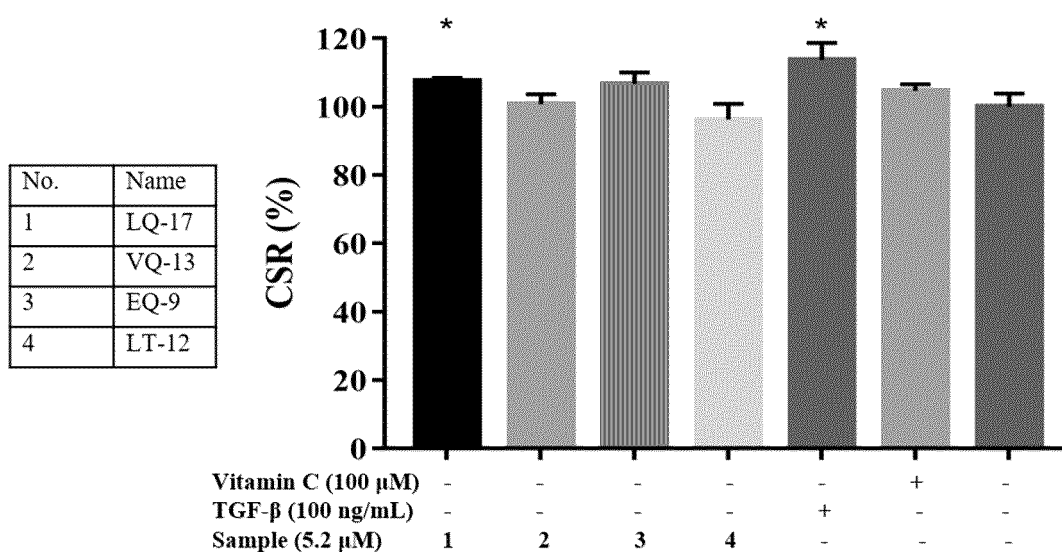 No. Name
1 LQ-17
2 VQ-13
3 EQ-9
4 LT-12
CSR (%)
* *
120
100
80
60
40
20
0
Vitamin C (100 μM) - - - - - + -
TGF-β (100 ng/mL) - - - - + - -
Sample (5.2 μM) 1 2 3 4 - - -